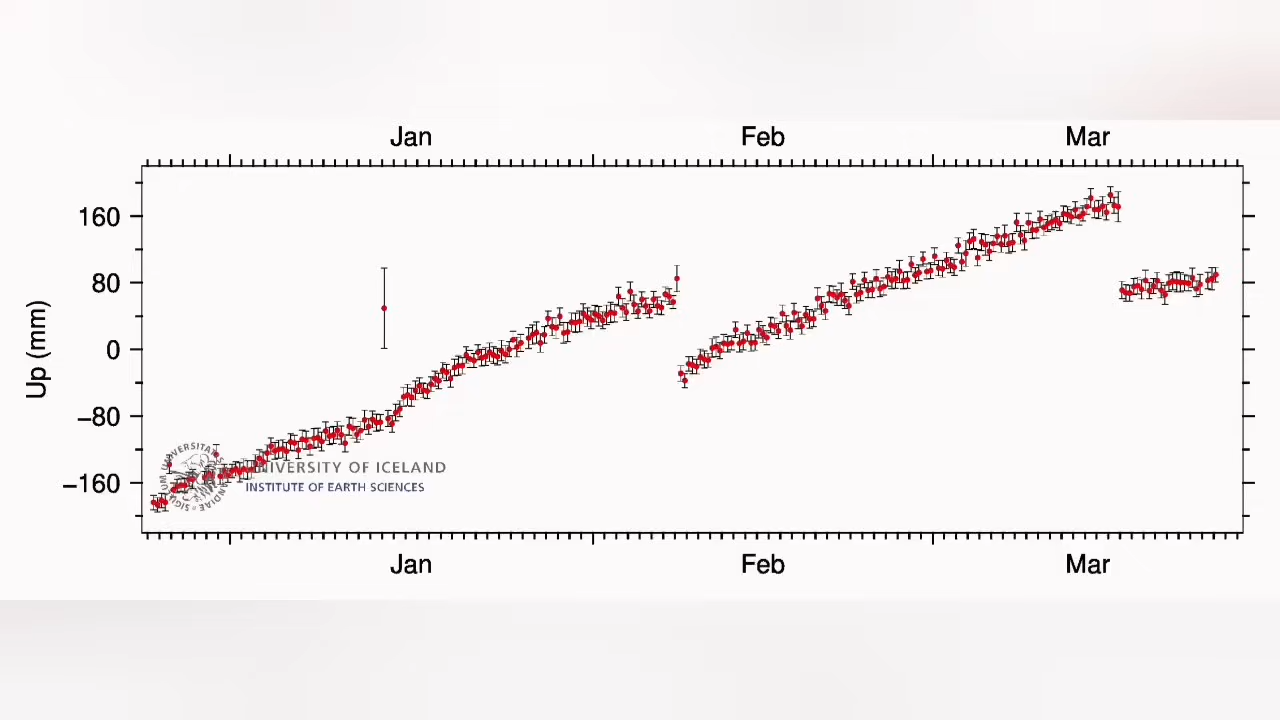 Jan Feb Mar
160
80
0
−80
−160
Up (mm)
UNIVERSITY OF ICELAND
INSTITUTE OF EARTH SCIENCES
Jan Feb Mar